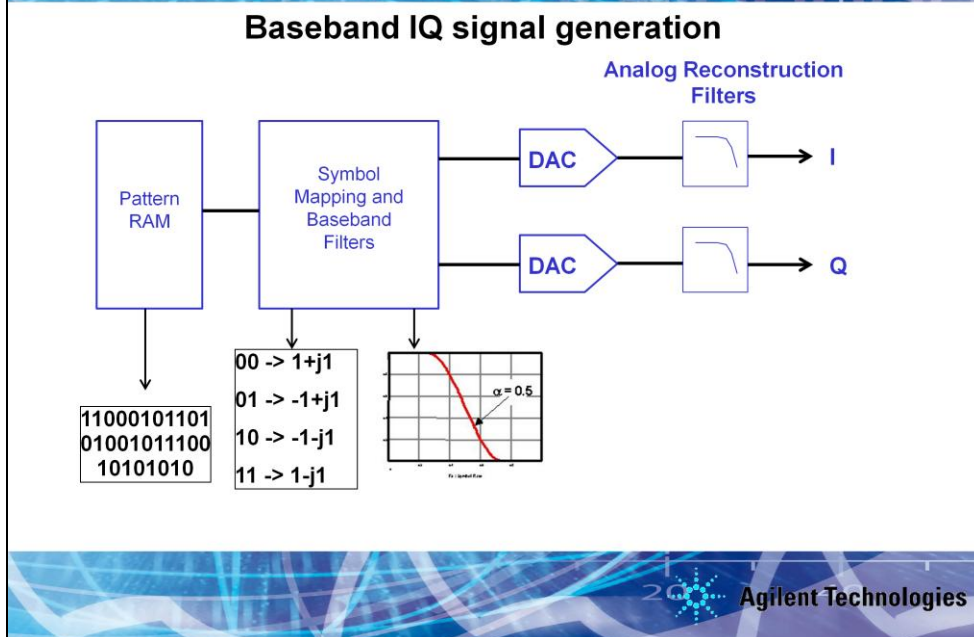 Baseband IQ signal generation
Analog Reconstruction
Filters
Pattern
RAM
Symbol
Mapping and
Baseband
Filters
DAC
I
DAC
Q
11000101101
01001011100
10101010
00 -> 1+j1
01 -> -1+j1
10 -> -1-j1
11 -> 1-j1
α = 0.5
20
Agilent Technologies